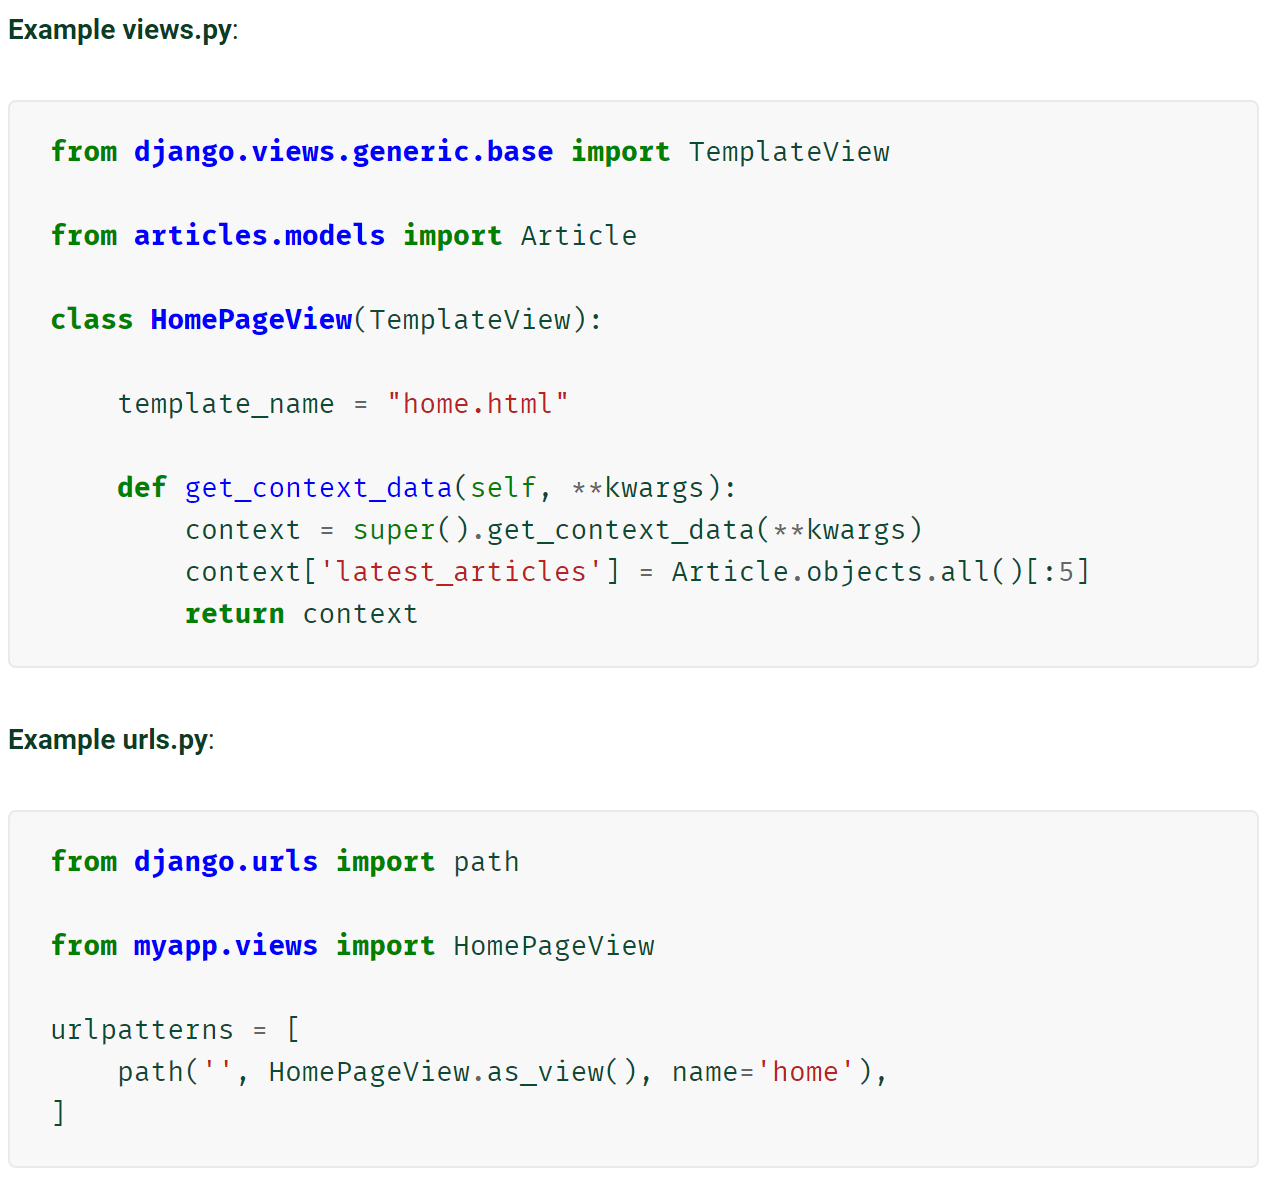 Example views.py:
from django.views.generic.base import TemplateView
from articles.models import Article
class HomePageView(TemplateView):
    template_name = "home.html"
    def get_context_data(self, **kwargs):
        context = super().get_context_data(**kwargs)
        context['latest_articles'] = Article.objects.all()[:5]
        return context
Example urls.py:
from django.urls import path
from myapp.views import HomePageView
urlpatterns = [
    path('', HomePageView.as_view(), name='home'),
]